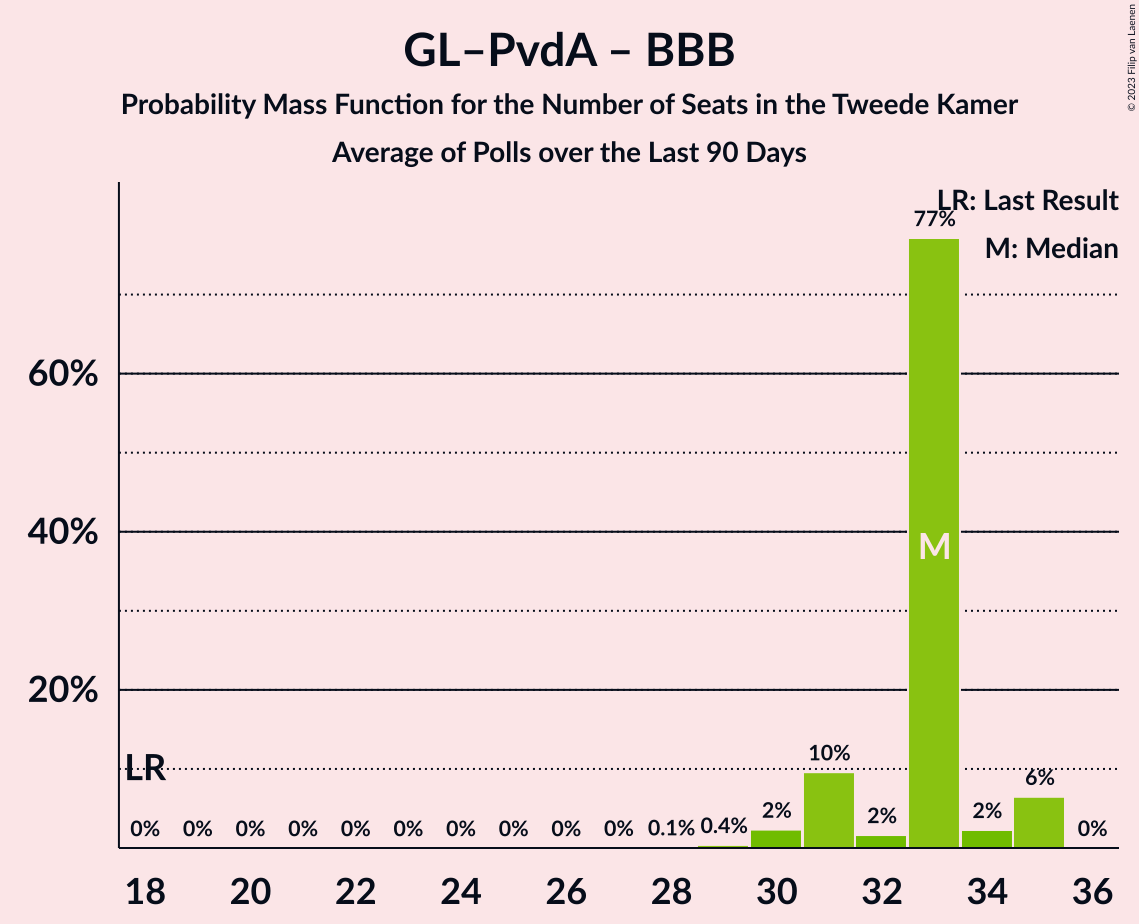 GL–PvdA – BBB
Probability Mass Function for the Number of Seats in the Tweede Kamer
Average of Polls over the Last 90 Days
© 2023 Filip van Laenen
LR: Last Result
M: Median
77%
60%
40%
M
20%
LR
0% 0% 0% 0% 0% 0% 0% 0% 0% 0% 0.1% 0.4% 2% 10% 2% 2% 6% 0%
18 20 22 24 26 28 30 32 34 36